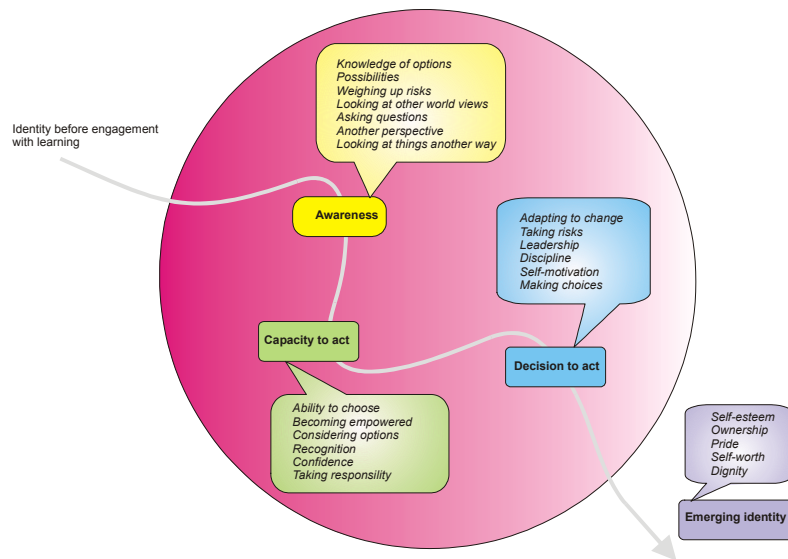 Identity before engagement
with learning
Knowledge of options
Possibilities
Weighing up risks
Looking at other world views
Asking questions
Another perspective
Looking at things another way
Awareness
Adapting to change
Taking risks
Leadership
Discipline
Self-motivation
Making choices
Capacity to act
Decision to act
Ability to choose
Becoming empowered
Considering options
Recognition
Confidence
Taking responsility
Self-esteem
Ownership
Pride
Self-worth
Dignity
Emerging identity